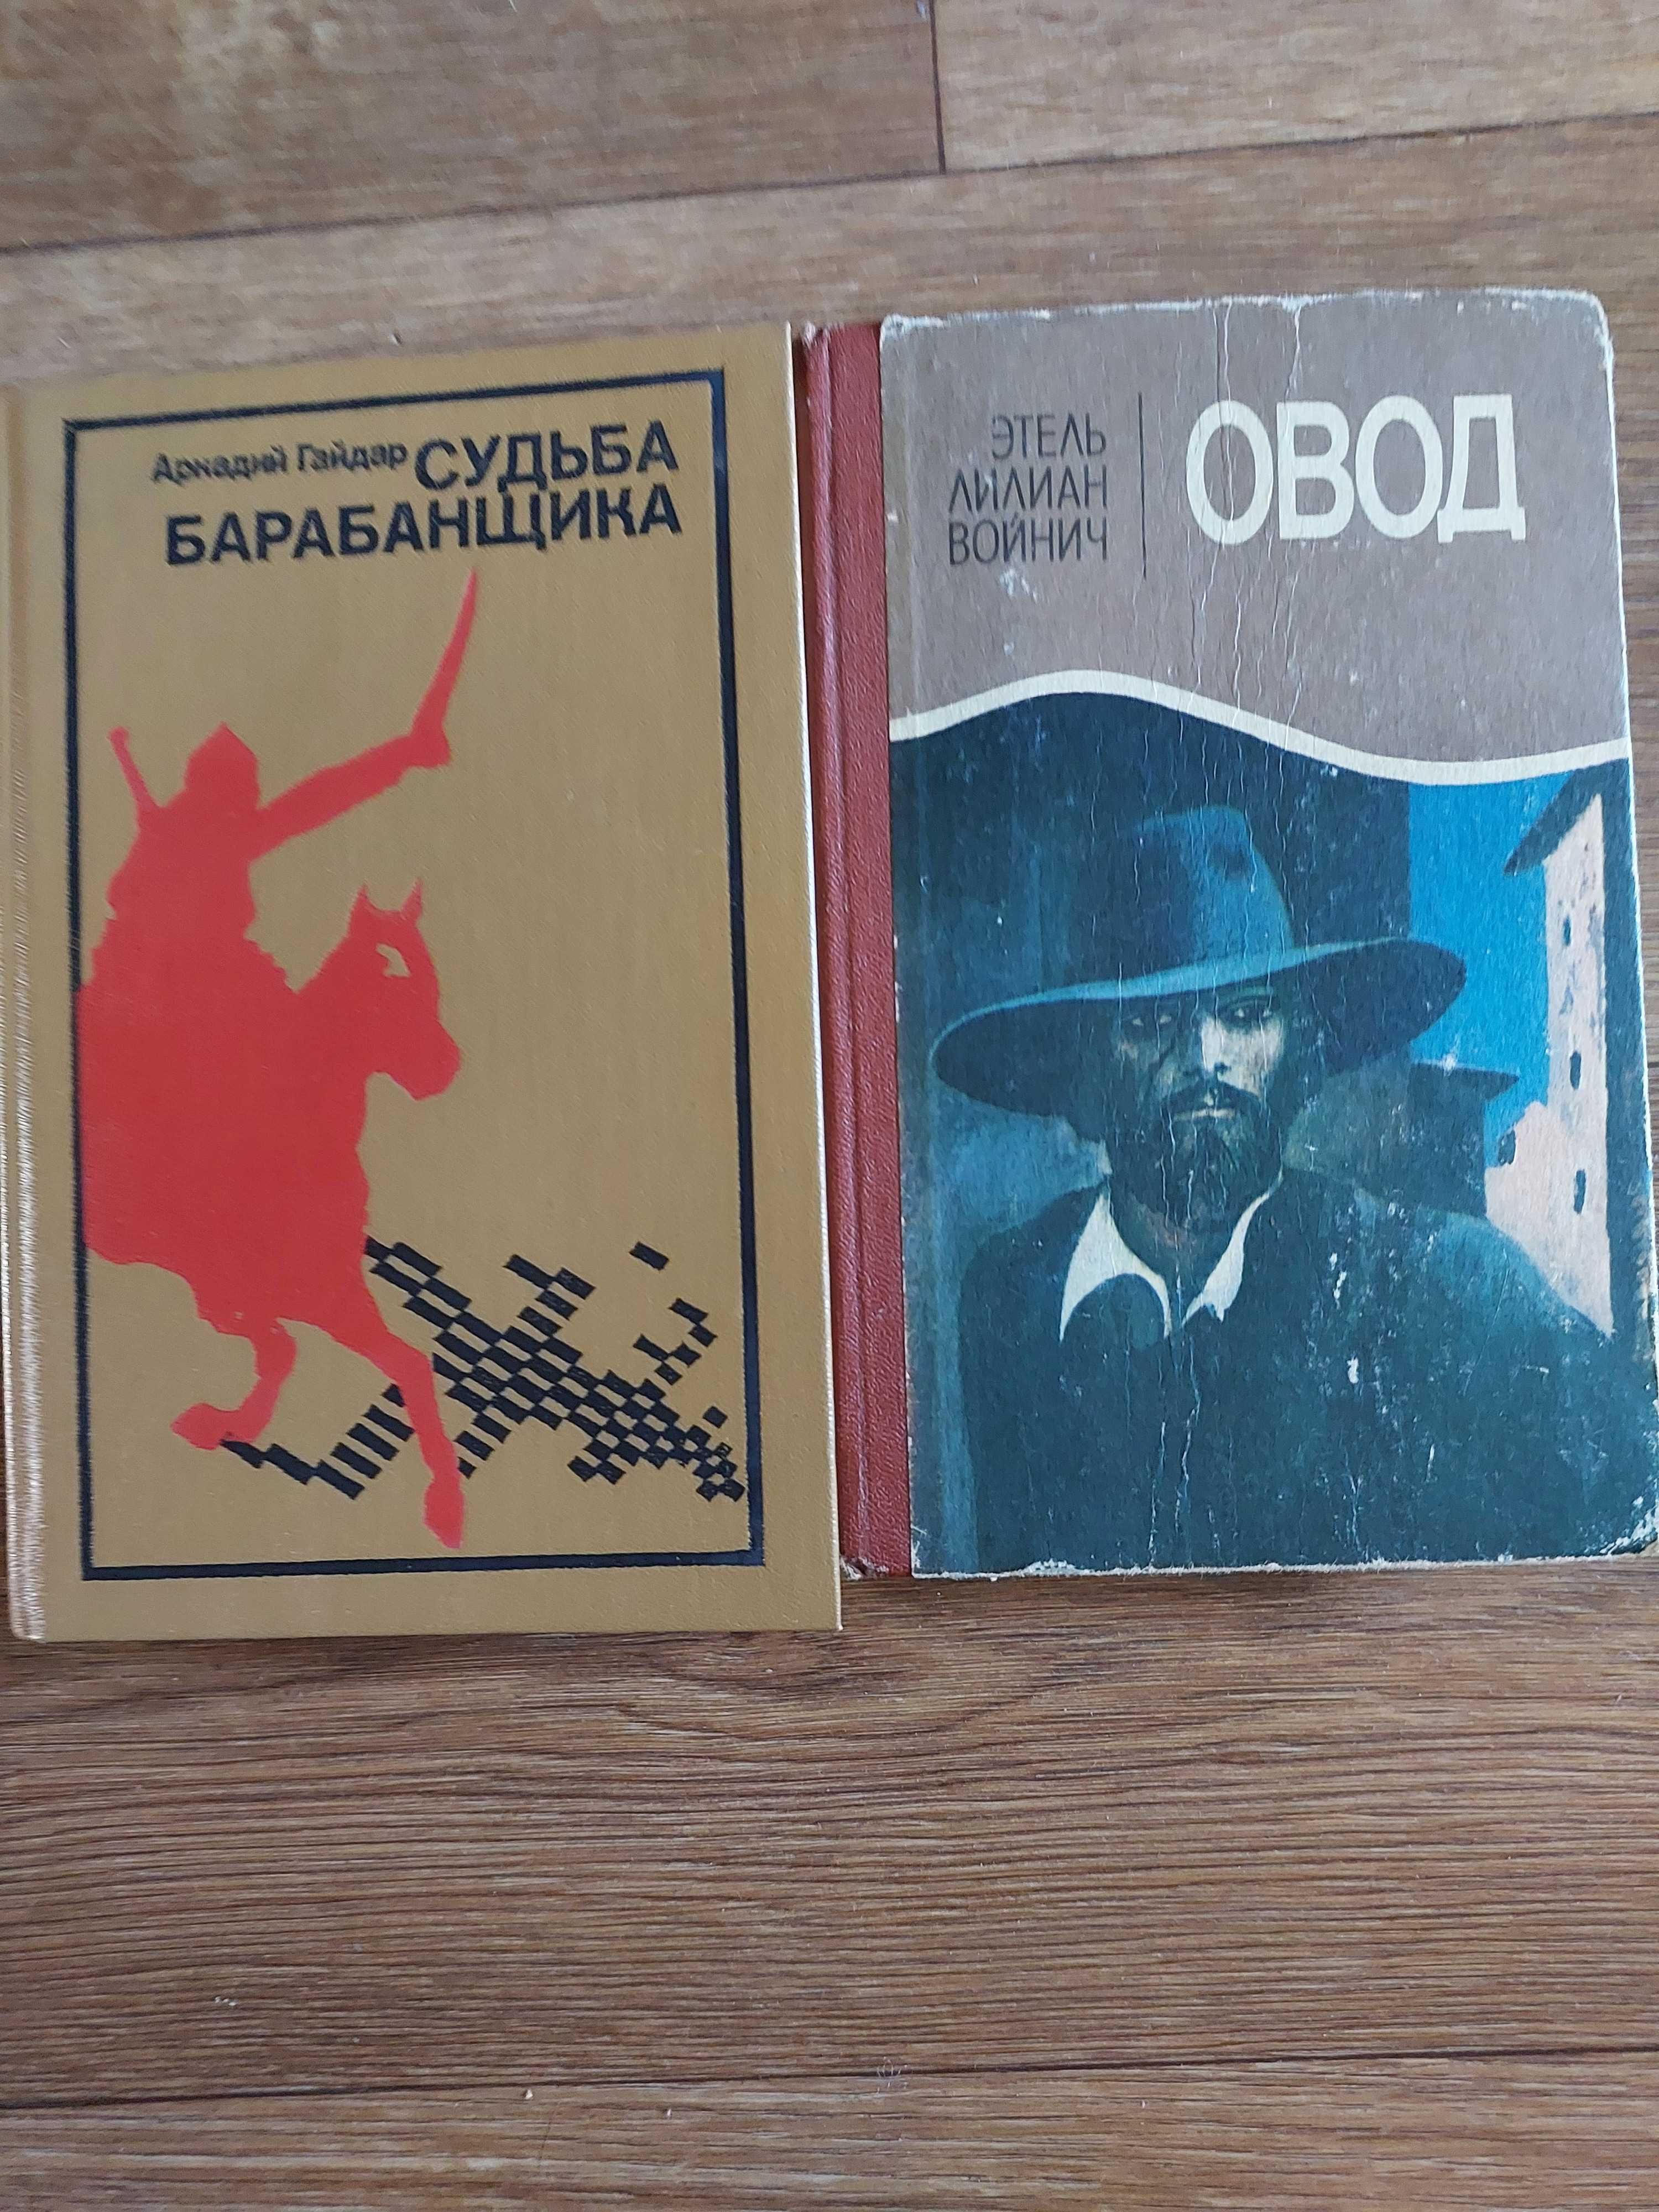 Аркадий Гайдар СУДЬБА
БАРАБАНЩИКА
ЭТЕЛЬ
ЛИЛИАН
ВОЙНИЧ
ОВОД